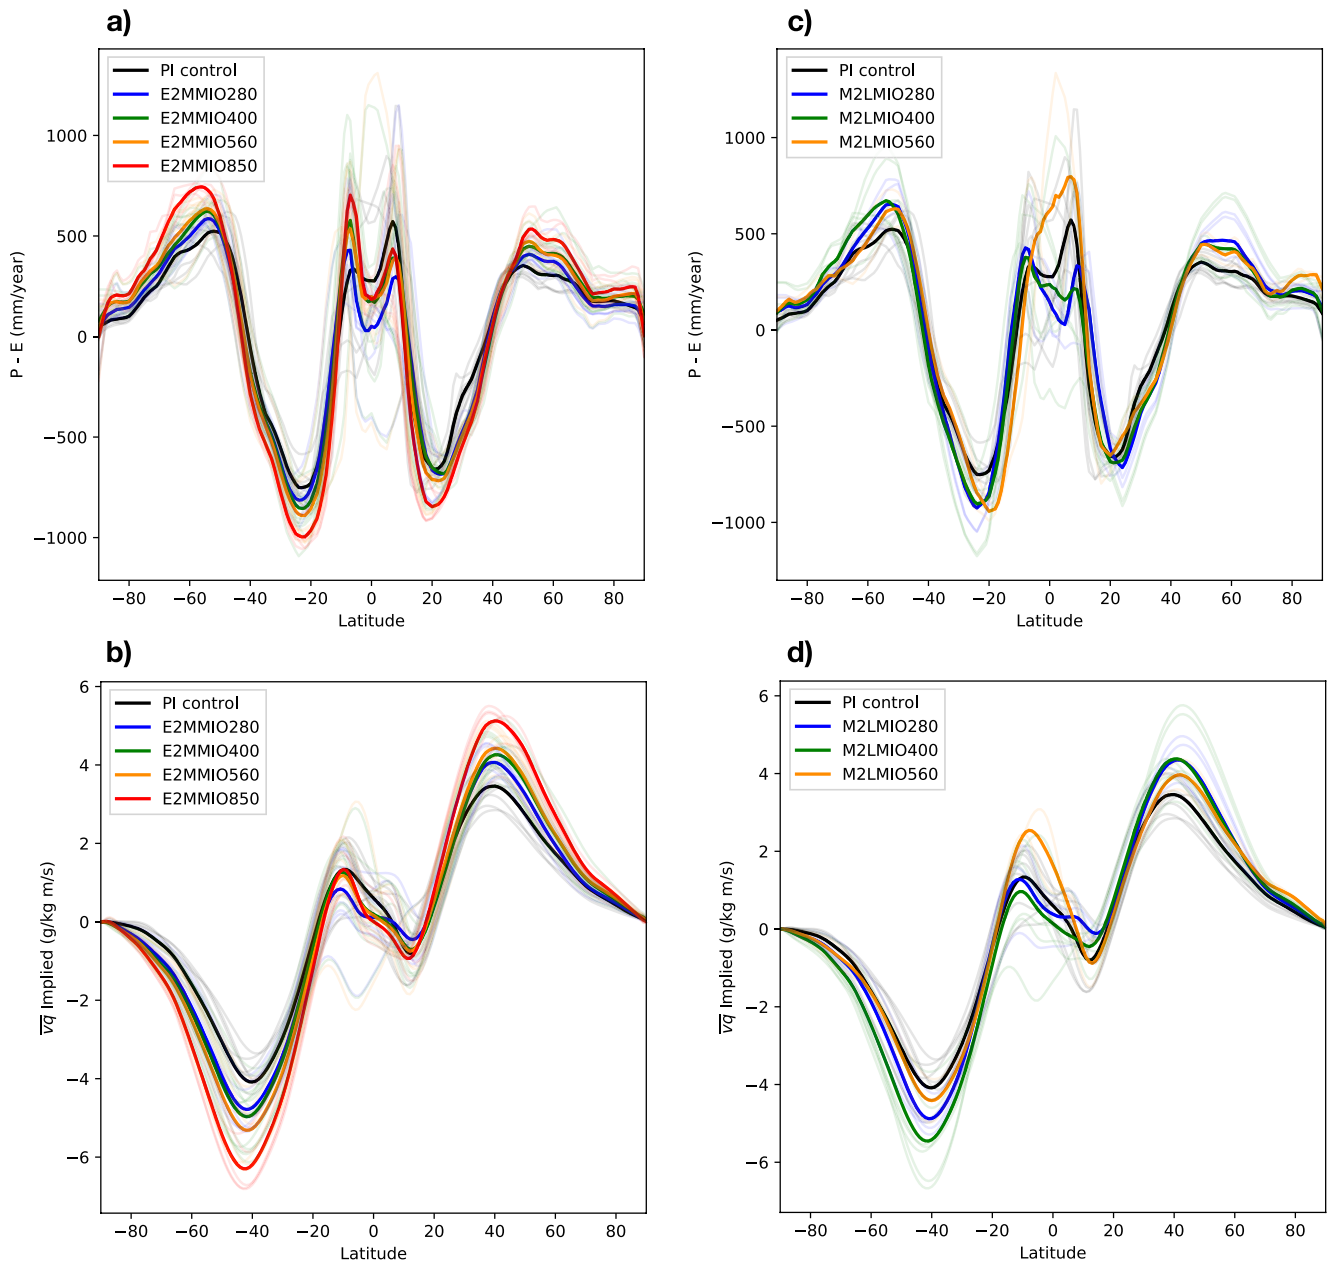 a)
PI control
E2MMIO280
E2MMIO400
E2MMIO560
E2MMIO850
1000
500
0
−500
−1000
P - E (mm/year)
−80 −60 −40 −20 0 20 40 60 80
Latitude
c)
PI control
M2LMIO280
M2LMIO400
M2LMIO560
1000
500
0
−500
−1000
P - E (mm/year)
−80 −60 −40 −20 0 20 40 60 80
Latitude
b)
PI control
E2MMIO280
E2MMIO400
E2MMIO560
E2MMIO850
6
4
2
0
−2
−4
−6
v̅q̅ Implied (g/kg m/s)
−80 −60 −40 −20 0 20 40 60 80
Latitude
d)
PI control
M2LMIO280
M2LMIO400
M2LMIO560
6
4
2
0
−2
−4
−6
v̅q̅ Implied (g/kg m/s)
−80 −60 −40 −20 0 20 40 60 80
Latitude